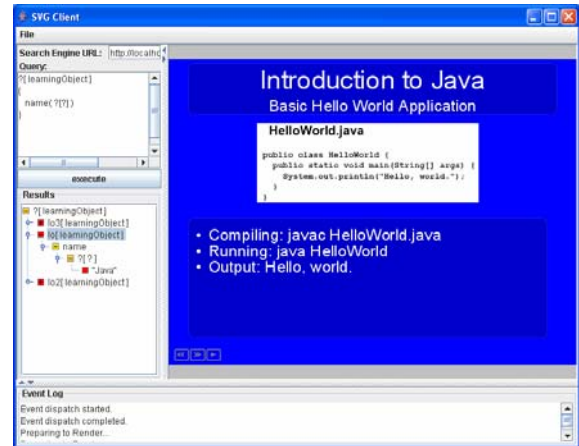 SVG Client
File
Search Engine URL: http://localho
Query:
?[learningObject]
{
name( ?[?] )
}
execute
Results
?[learningObject]
lo3[learningObject]
lo[learningObject]
name
?[?]
"Java"
lo2[learningObject]
Introduction to Java
Basic Hello World Application
HelloWorld.java
public class HelloWorld {
public static void main(String[] args) {
System.out.println("Hello, world.");
}
}
• Compiling: javac HelloWorld.java
• Running: java HelloWorld
• Output: Hello, world.
Event Log
Event dispatch started.
Event dispatch completed.
Preparing to Render...